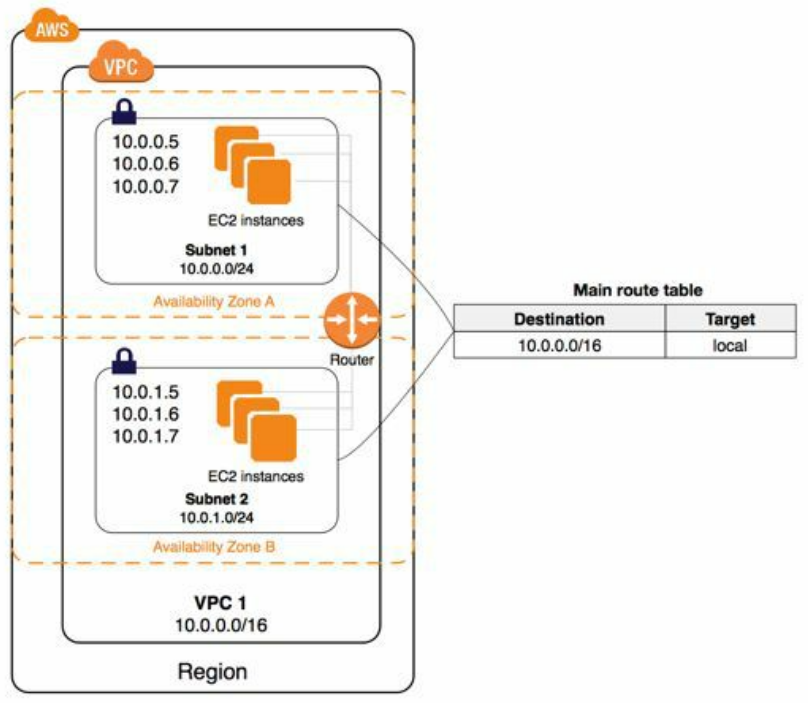 AWS
VPC
10.0.0.5
10.0.0.6
10.0.0.7
EC2 instances
Subnet 1
10.0.0.0/24
Availability Zone A
Router
10.0.1.5
10.0.1.6
10.0.1.7
EC2 instances
Subnet 2
10.0.1.0/24
Availability Zone B
VPC 1
10.0.0.0/16
Region
Main route table
Destination Target
10.0.0.0/16 local